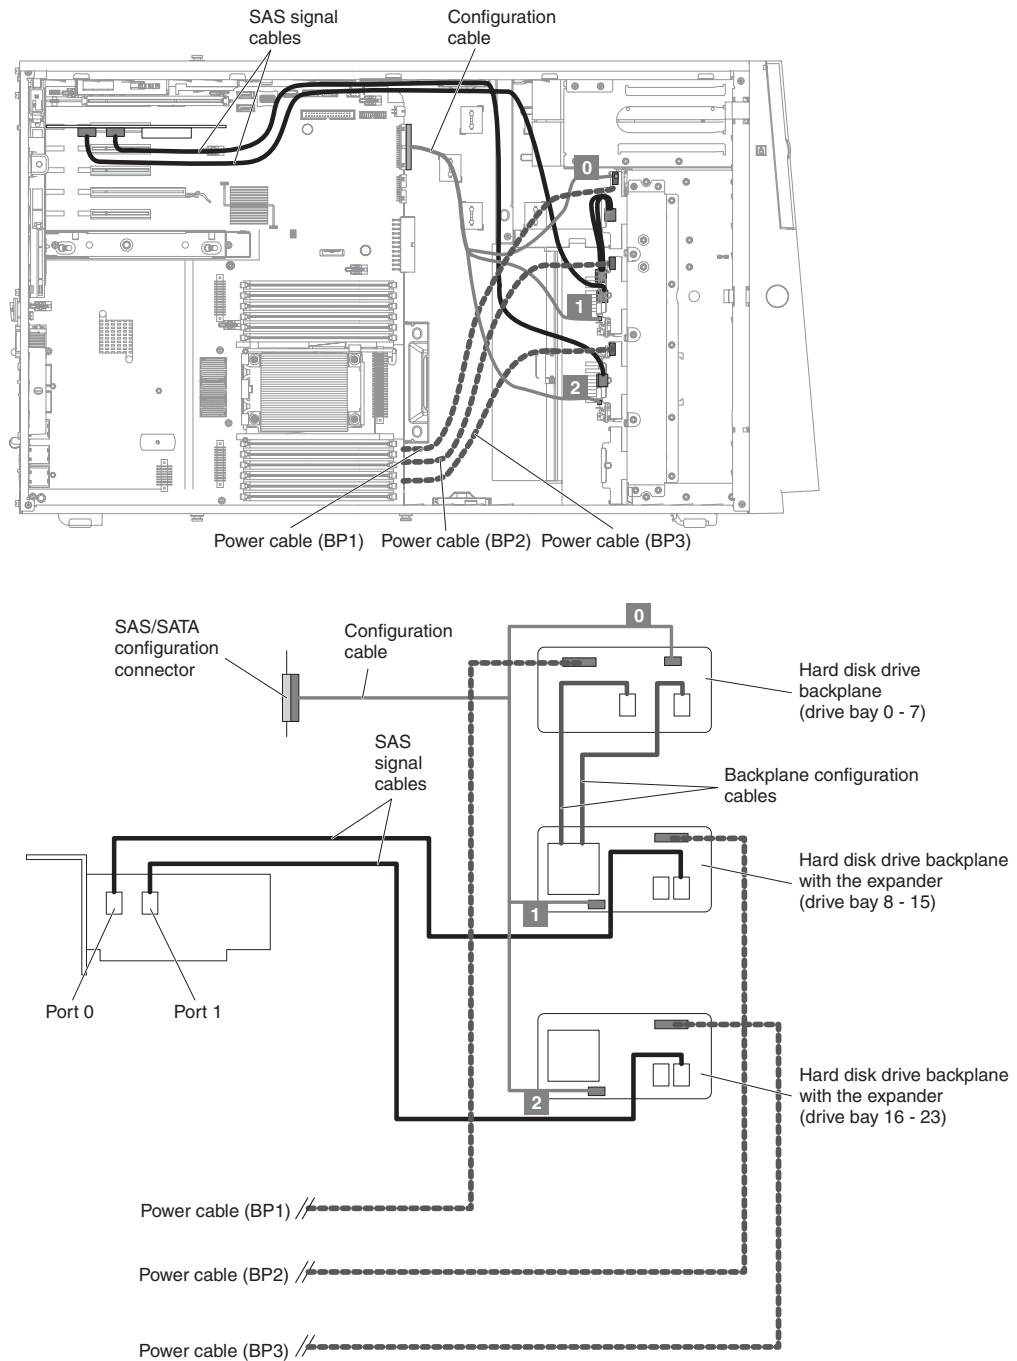 SAS signal
cables
Configuration
cable
0
1
2
Power cable (BP1)
Power cable (BP2)
Power cable (BP3)
SAS/SATA
configuration
connector
Configuration
cable
0
Hard disk drive
backplane
(drive bay 0 - 7)
SAS
signal
cables
Backplane configuration
cables
Hard disk drive backplane
with the expander
(drive bay 8 - 15)
1
Port 0
Port 1
Hard disk drive backplane
with the expander
(drive bay 16 - 23)
2
Power cable (BP1)
Power cable (BP2)
Power cable (BP3)